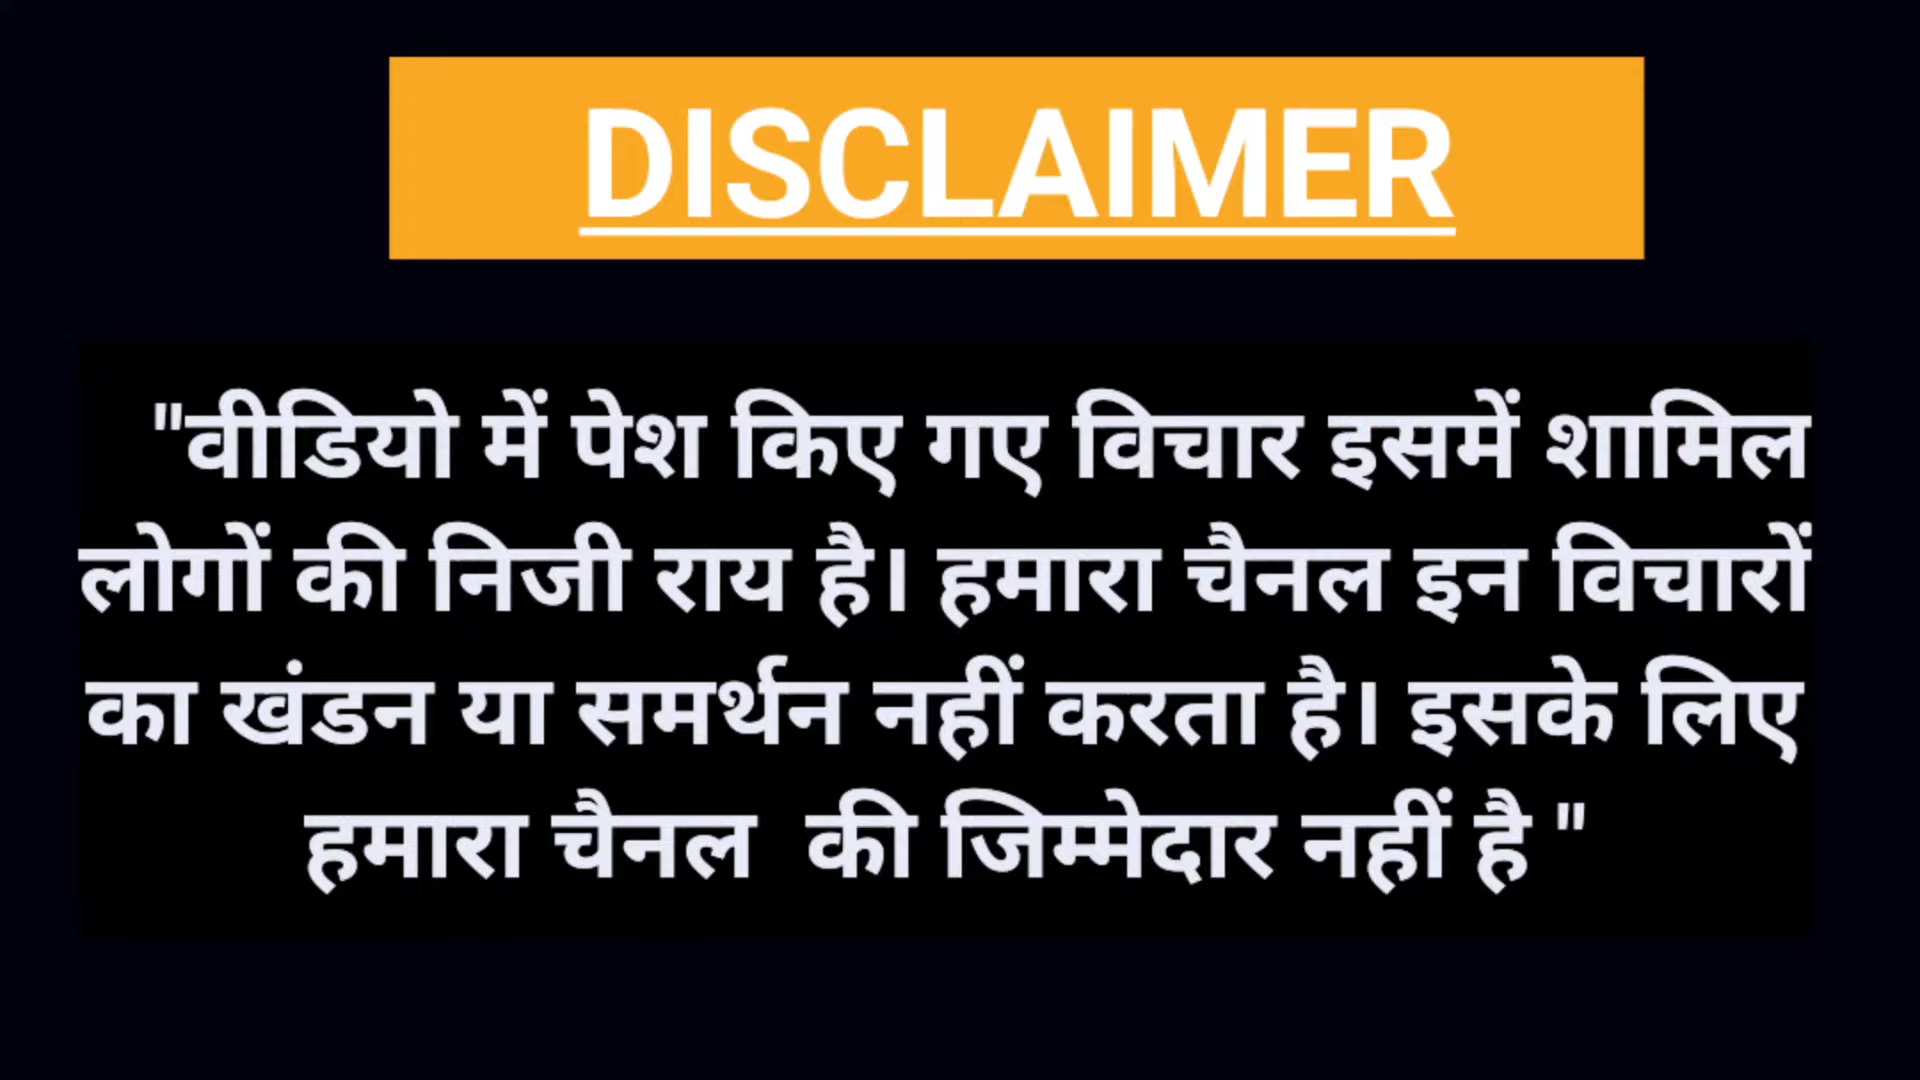 DISCLAIMER
"वीडियो में पेश किए गए विचार इसमें शामिल
लोगों की निजी राय है। हमारा चैनल इन विचारों
का खंडन या समर्थन नहीं करता है। इसके लिए
हमारा चैनल  की जिम्मेदार नहीं है "